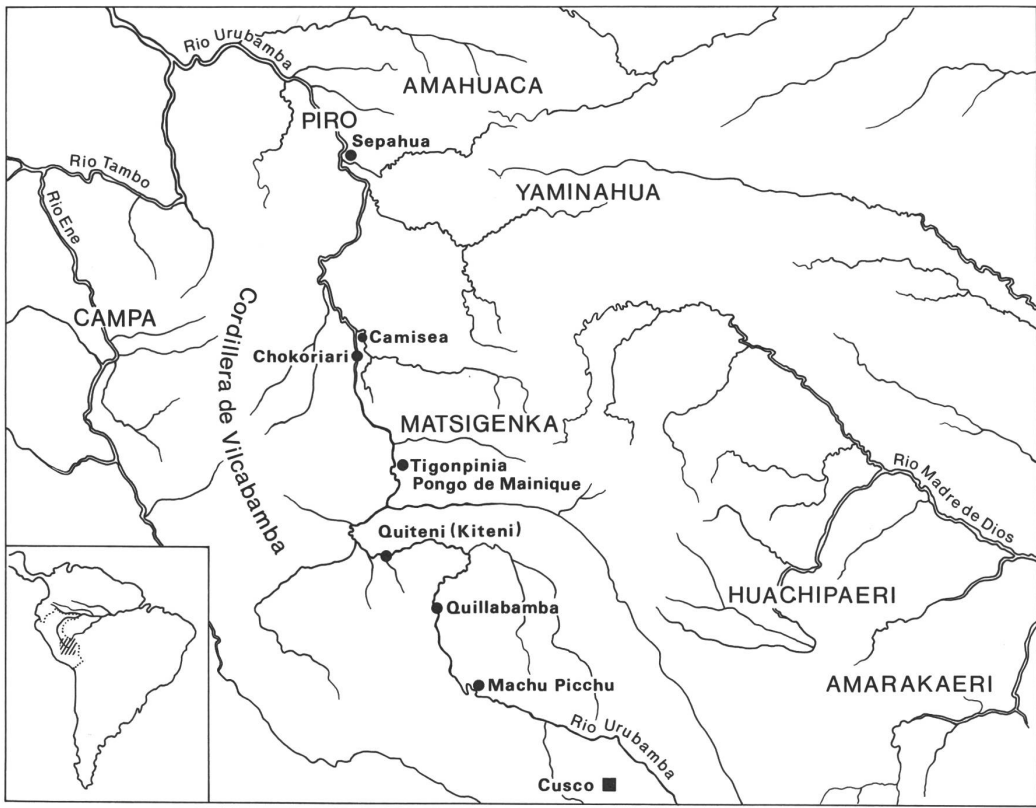 Rio Urubamba
AMAHUACA
PIRO
Sepahua
Rio Tambo
YAMINAHUA
Rio Ene
CAMPA
Cordillera de Vilcabamba
Camisea
Chokoriari
MATSIGENKA
Tigonpinia
Pongo de Mainique
Rio Madre de Dios
Quiteni (Kiteni)
HUACHIPAERI
Quillabamba
Machu Picchu
AMARAKAERI
Rio Urubamba
Cusco